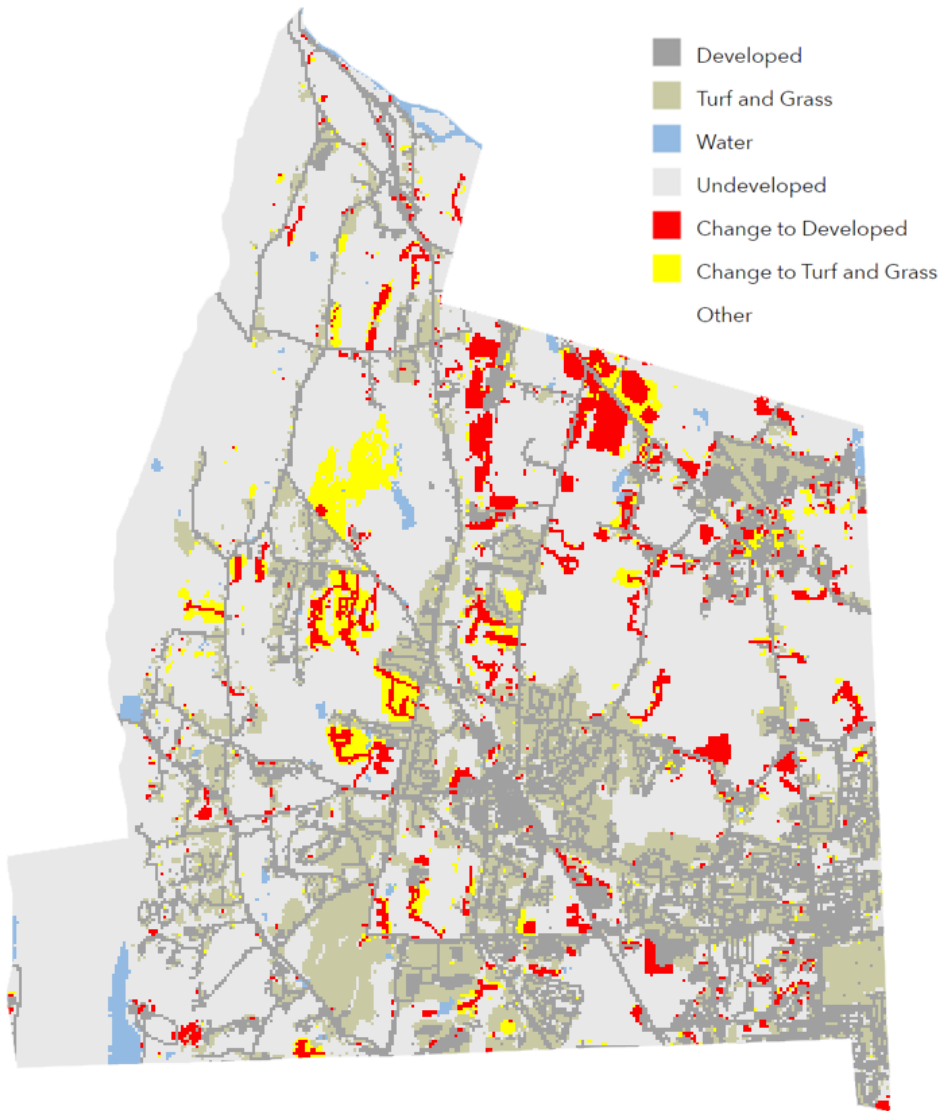 Developed
Turf and Grass
Water
Undeveloped
Change to Developed
Change to Turf and Grass
Other